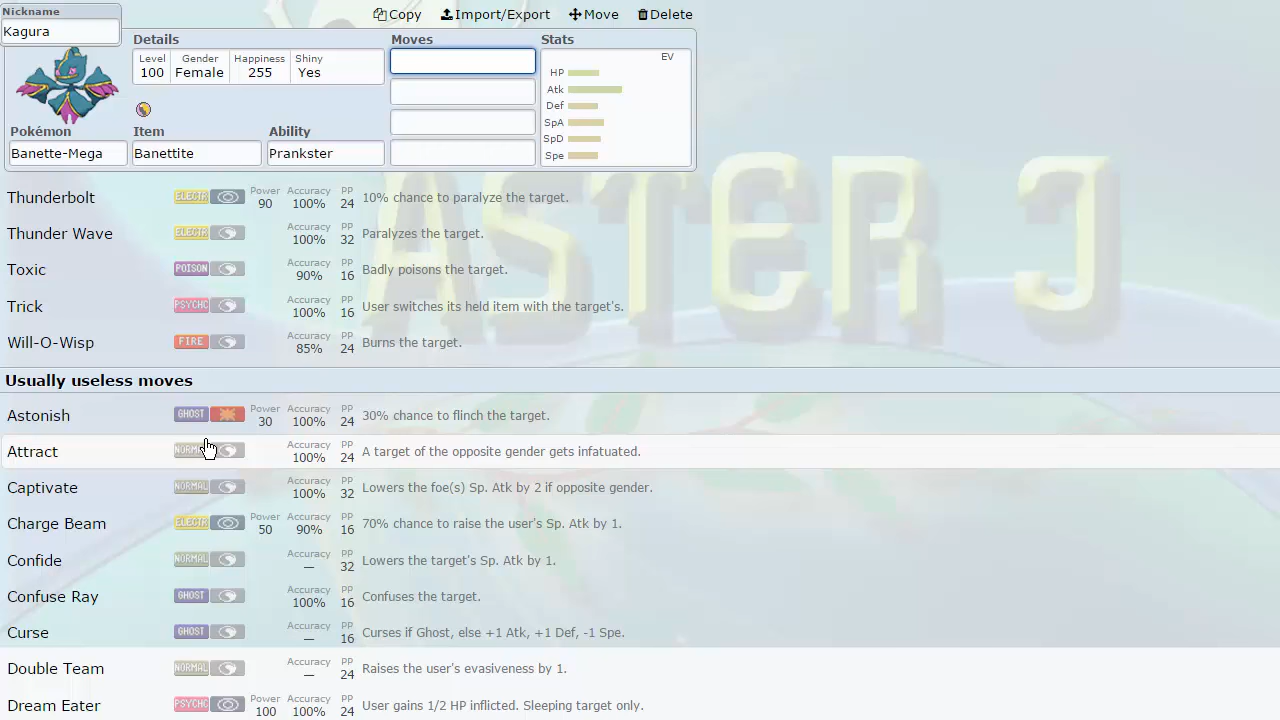 Nickname
Kagura
Copy Import/Export Move Delete
Details
Moves
Stats
Level Gender Happiness Shiny
100 Female 255 Yes
EV
HP
Atk
Def
SpA
SpD
Spe
Pokémon Item Ability
Banette-Mega Banettite Prankster
Thunderbolt ELECTR Power 90 Accuracy 100% PP 24 10% chance to paralyze the target.
Thunder Wave ELECTR Accuracy 100% PP 32 Paralyzes the target.
Toxic POISON Accuracy 90% PP 16 Badly poisons the target.
Trick PSYCHC Accuracy 100% PP 16 User switches its held item with the target's.
Will-O-Wisp FIRE Accuracy 85% PP 24 Burns the target.
Usually useless moves
Astonish GHOST Power 30 Accuracy 100% PP 24 30% chance to flinch the target.
Attract NORMAL Accuracy 100% PP 24 A target of the opposite gender gets infatuated.
Captivate NORMAL Accuracy 100% PP 32 Lowers the foe(s) Sp. Atk by 2 if opposite gender.
Charge Beam ELECTR Power 50 Accuracy 90% PP 16 70% chance to raise the user's Sp. Atk by 1.
Confide NORMAL Accuracy — PP 32 Lowers the target's Sp. Atk by 1.
Confuse Ray GHOST Accuracy 100% PP 16 Confuses the target.
Curse GHOST Accuracy — PP 16 Curses if Ghost, else +1 Atk, +1 Def, -1 Spe.
Double Team NORMAL Accuracy — PP 24 Raises the user's evasiveness by 1.
Dream Eater PSYCHC Power 100 Accuracy 100% PP 24 User gains 1/2 HP inflicted. Sleeping target only.
ASTER J